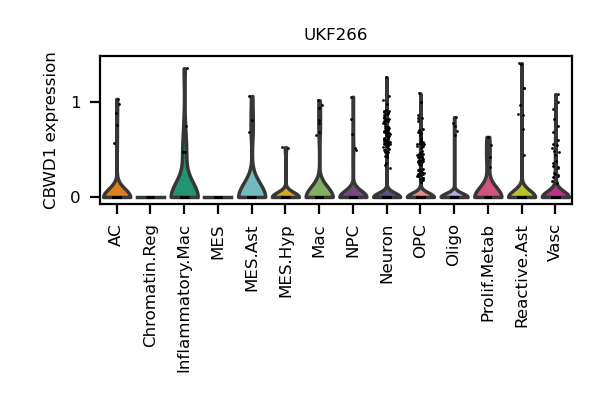 UKF266
CBWD1 expression
1
0
AC
Chromatin.Reg
Inflammatory.Mac
MES
MES.Ast
MES.Hyp
Mac
NPC
Neuron
OPC
Oligo
Prolif.Metab
Reactive.Ast
Vasc